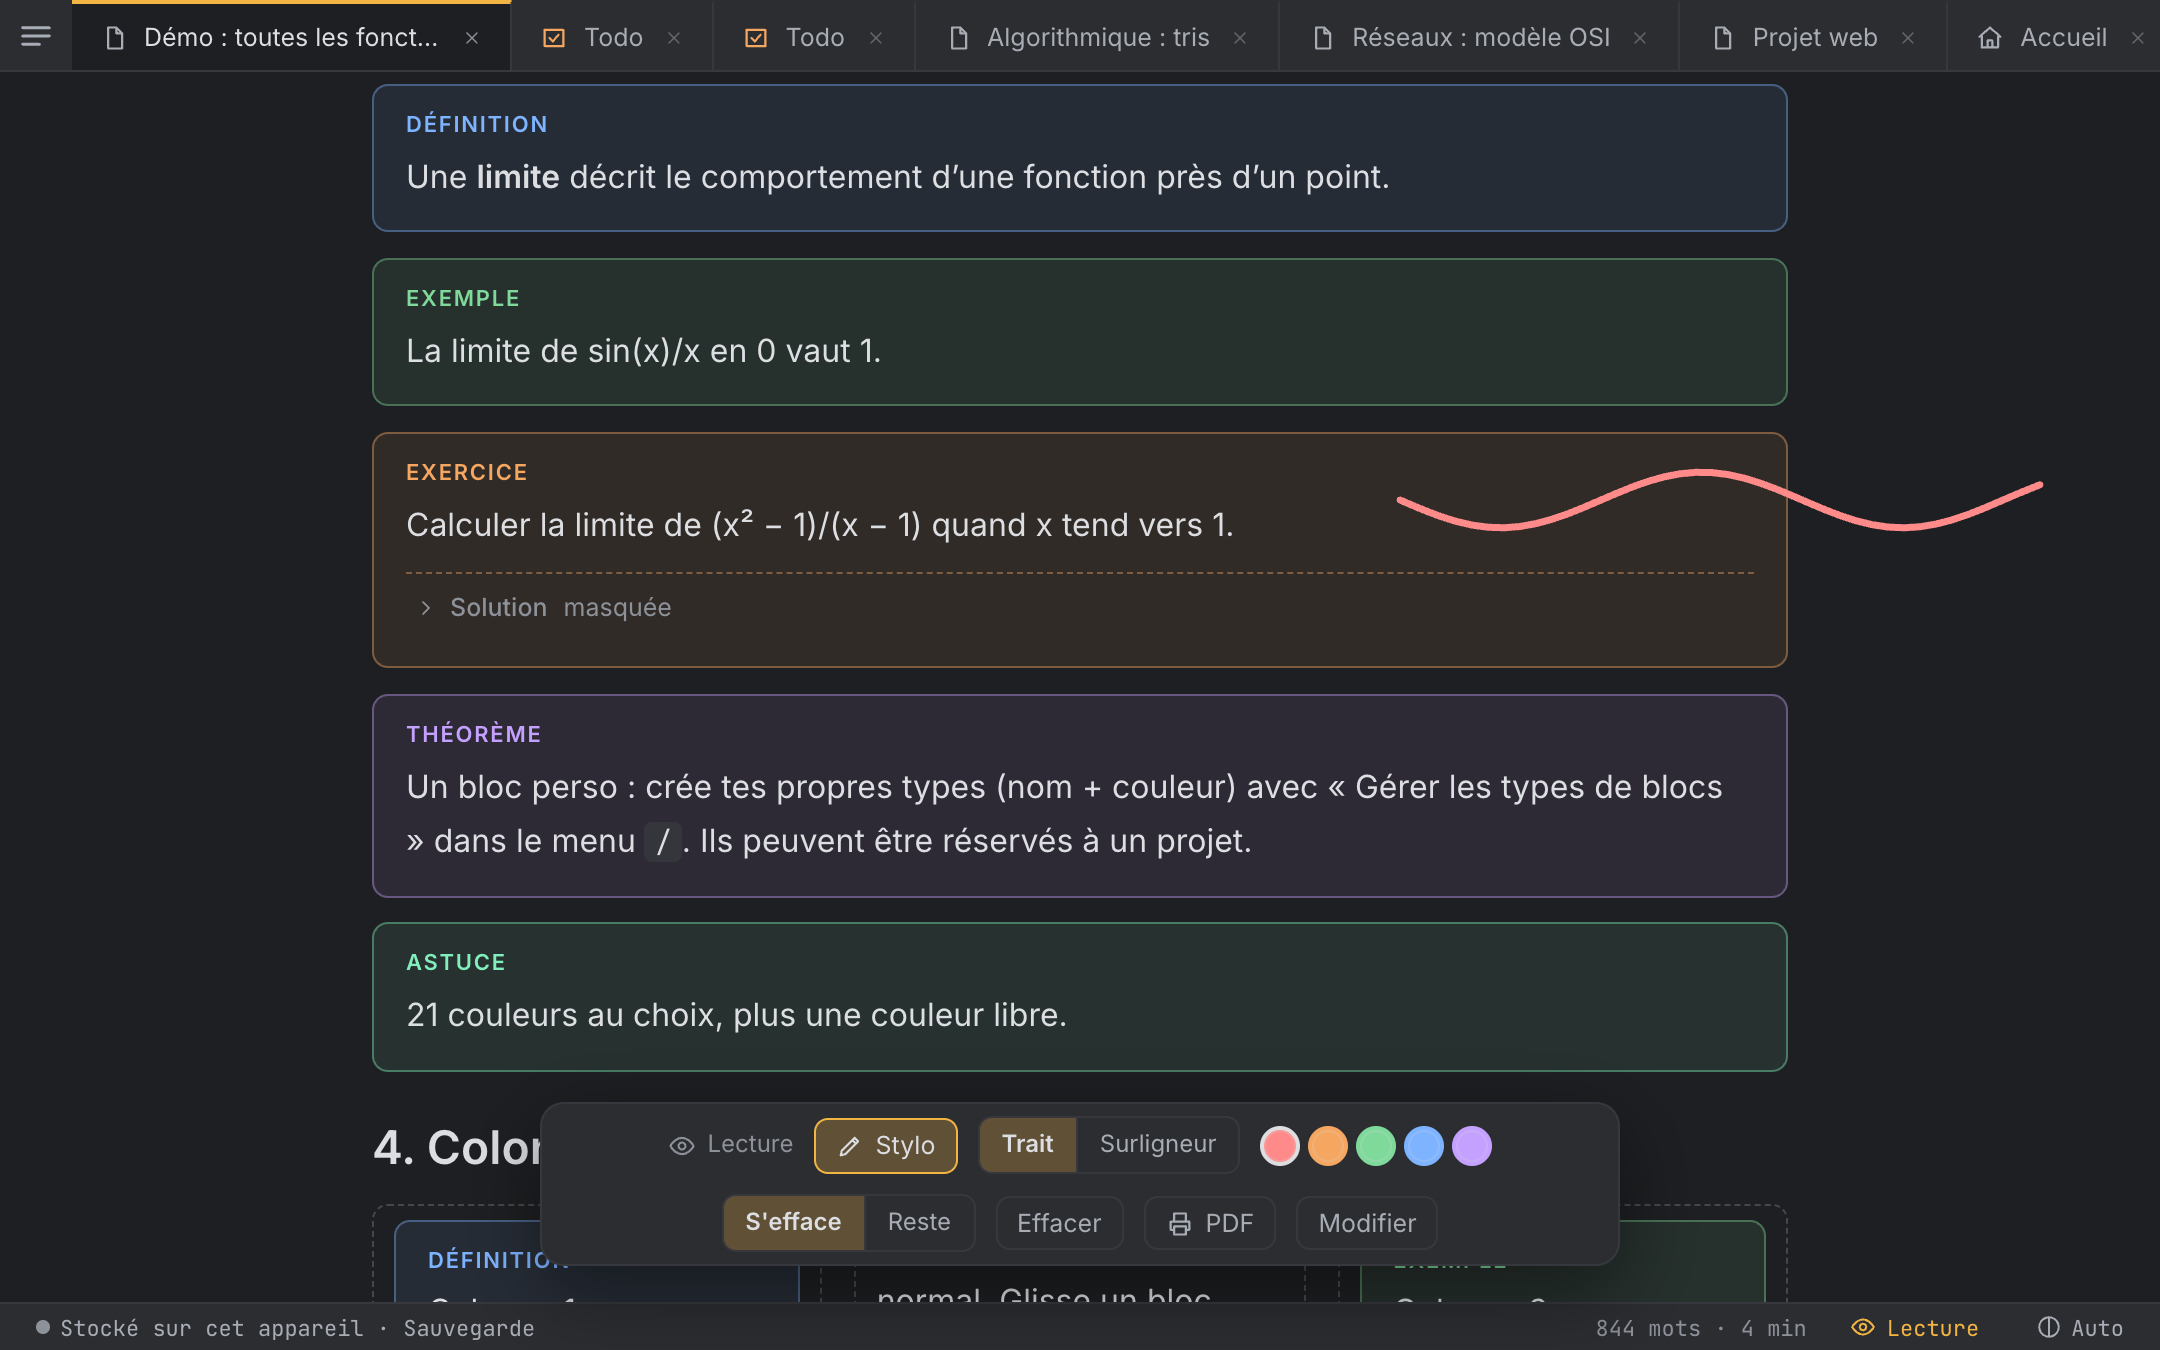 Démo : toutes les fonct...
Todo
Todo
Algorithmique : tris
Réseaux : modèle OSI
Projet web
Accueil
DÉFINITION
Une limite décrit le comportement d’une fonction près d’un point.
EXEMPLE
La limite de sin(x)/x en 0 vaut 1.
EXERCICE
Calculer la limite de (x² − 1)/(x − 1) quand x tend vers 1.
Solution masquée
THÉORÈME
Un bloc perso : crée tes propres types (nom + couleur) avec « Gérer les types de blocs
» dans le menu /. Ils peuvent être réservés à un projet.
ASTUCE
21 couleurs au choix, plus une couleur libre.
4. Color
Lecture
Stylo
Trait
Surligneur
S'efface
Reste
Effacer
PDF
Modifier
DÉFINITION
normal. Glisse un bloc
Stocké sur cet appareil · Sauvegarde
844 mots · 4 min
Lecture
Auto